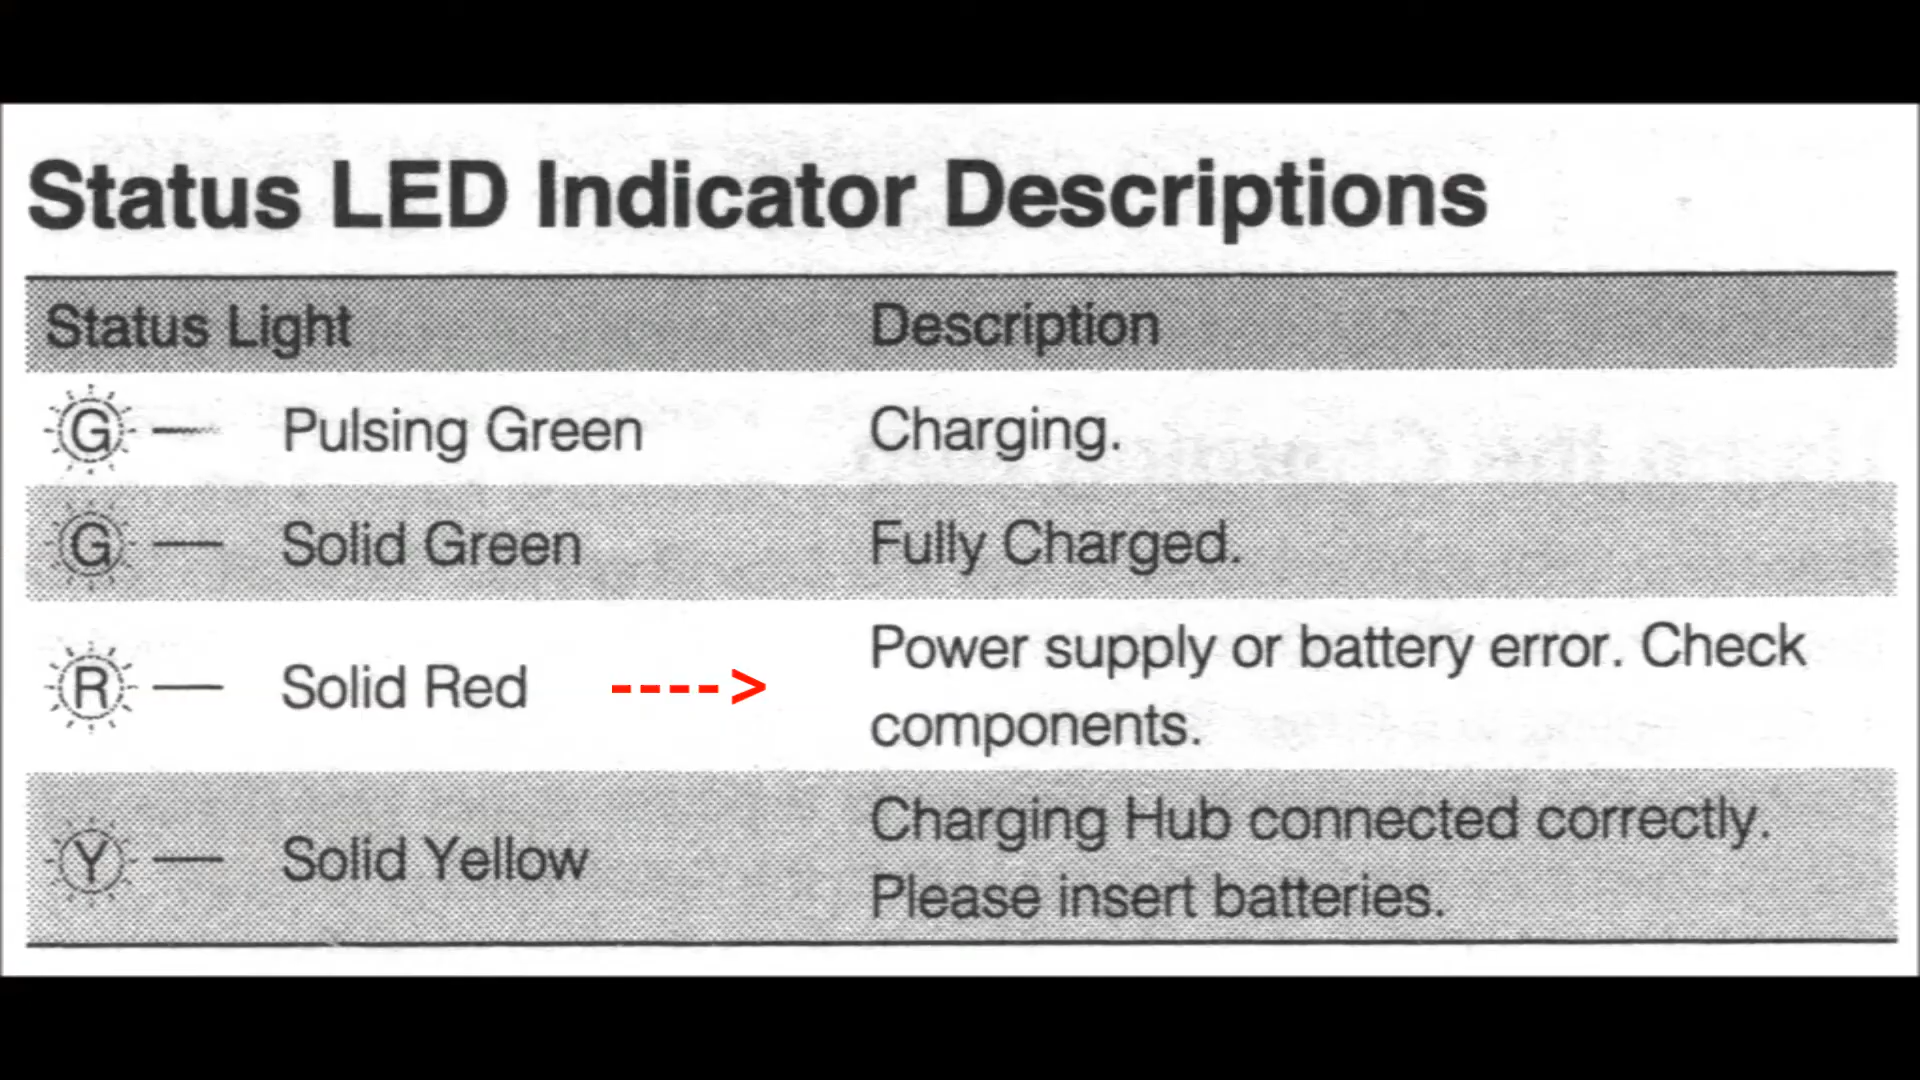 Status LED Indicator Descriptions
Status Light Description
G Pulsing Green Charging.
G Solid Green Fully Charged.
R Solid Red ----> Power supply or battery error. Check
components.
Y Solid Yellow Charging Hub connected correctly.
Please insert batteries.